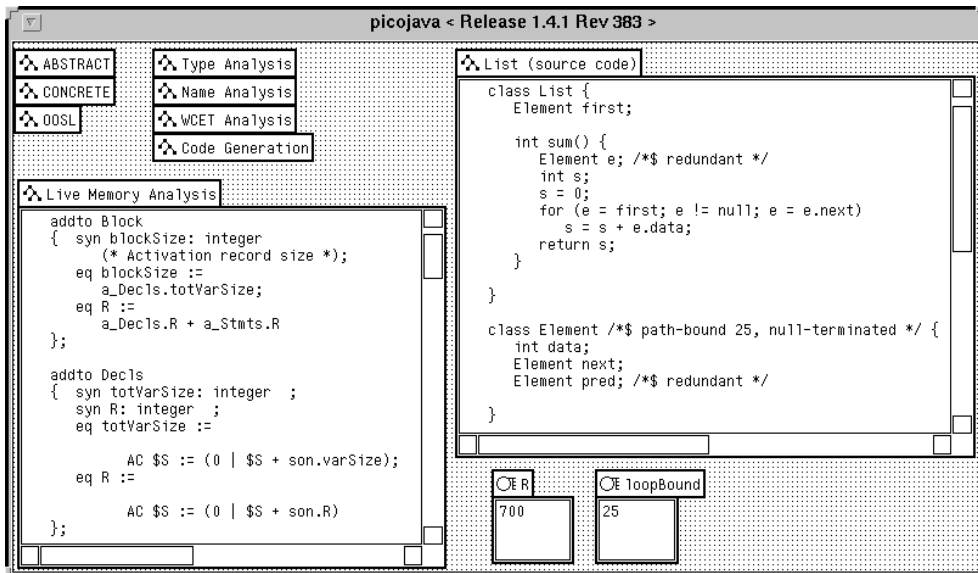 picojava < Release 1.4.1 Rev 383 >
ABSTRACT
CONCRETE
OOSL
Type Analysis
Name Analysis
WCET Analysis
Code Generation
Live Memory Analysis
addto Block
{  syn blockSize: integer
(* Activation record size *);
eq blockSize :=
a_Decls.totVarSize;
eq R :=
a_Decls.R + a_Stmts.R
};
addto Decls
{  syn totVarSize: integer  ;
syn R: integer  ;
eq totVarSize :=
AC $S := (0 | $S + son.varSize);
eq R :=
AC $S := (0 | $S + son.R)
};
List (source code)
class List {
Element first;
int sum() {
Element e; /*$ redundant */
int s;
s = 0;
for (e = first; e != null; e = e.next)
s = s + e.data;
return s;
}
}
class Element /*$ path-bound 25, null-terminated */ {
int data;
Element next;
Element pred; /*$ redundant */
}
R
700
loopBound
25